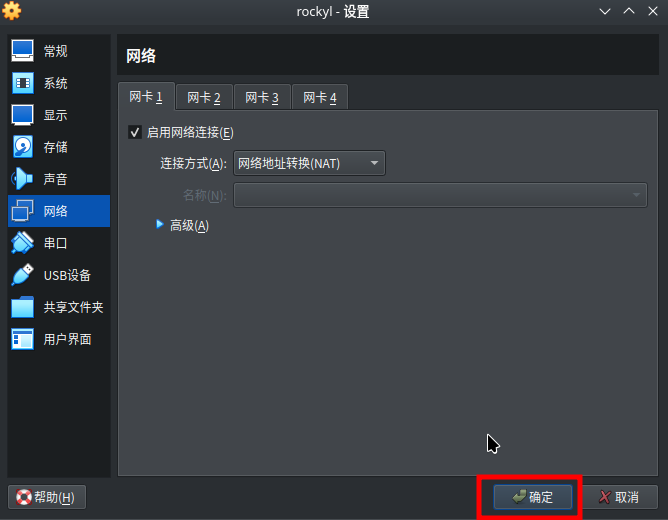 rockyl - 设置
常规
系统
显示
存储
声音
网络
串口
USB设备
共享文件夹
用户界面
网络
网卡 1 网卡 2 网卡 3 网卡 4
启用网络连接(E)
连接方式(A): 网络地址转换(NAT)
名称(N):
高级(A)
帮助(H) 确定 取消